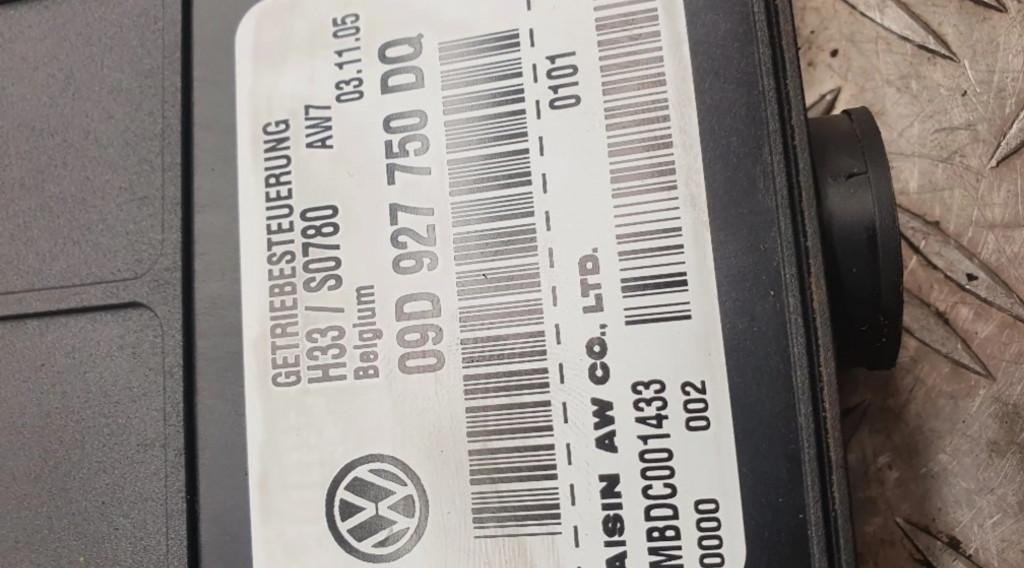 GETRIEBESTEUERUNG
H33 / S0780 AW7
Belgium 03.11.05
09D 927 750 DQ
0101
AISIN AW CO., LTD.
MBDC001433
0000 002